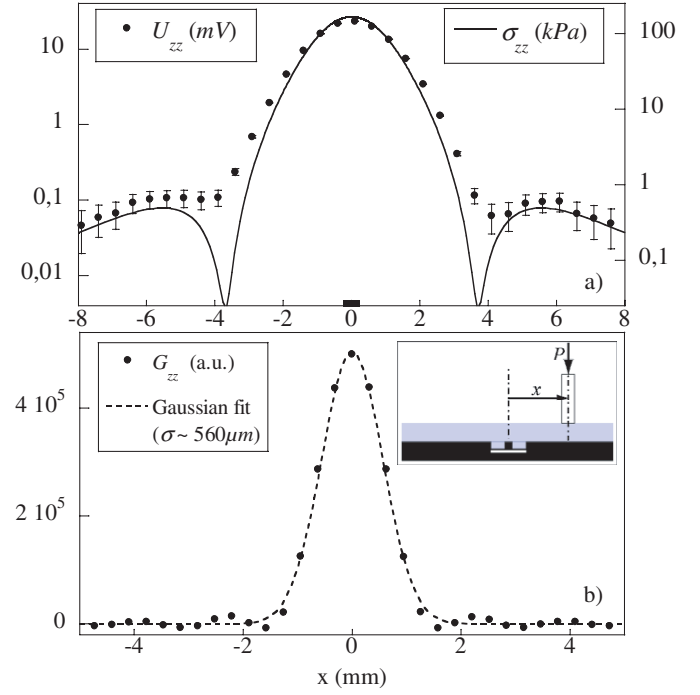 U_zz (mV)
σ_zz (kPa)
10
1
0,1
0,01
100
10
1
0,1
a)
-8 -6 -4 -2 0 2 4 6 8
G_zz (a.u.)
Gaussian fit
(σ~ 560μm)
P
x
4 10^5
2 10^5
0
b)
-4 -2 0 2 4
x (mm)